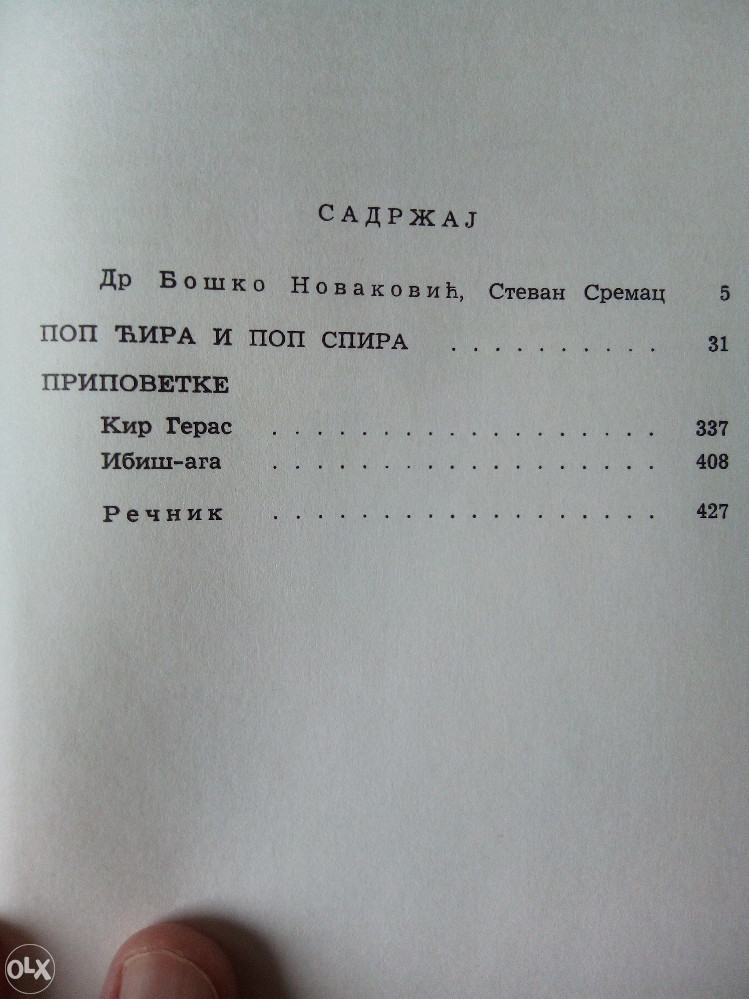 САДРЖАЈ
Др Бошко Новаковић, Стеван Сремац 5
ПОП ЋИРА И ПОП СПИРА . . . . . . . . . . 31
ПРИПОВЕТКЕ
Кир Герас . . . . . . . . . . . . . . . . . . 337
Ибиш-ага . . . . . . . . . . . . . . . . . . 408
Речник . . . . . . . . . . . . . . . . . . 427
OLX